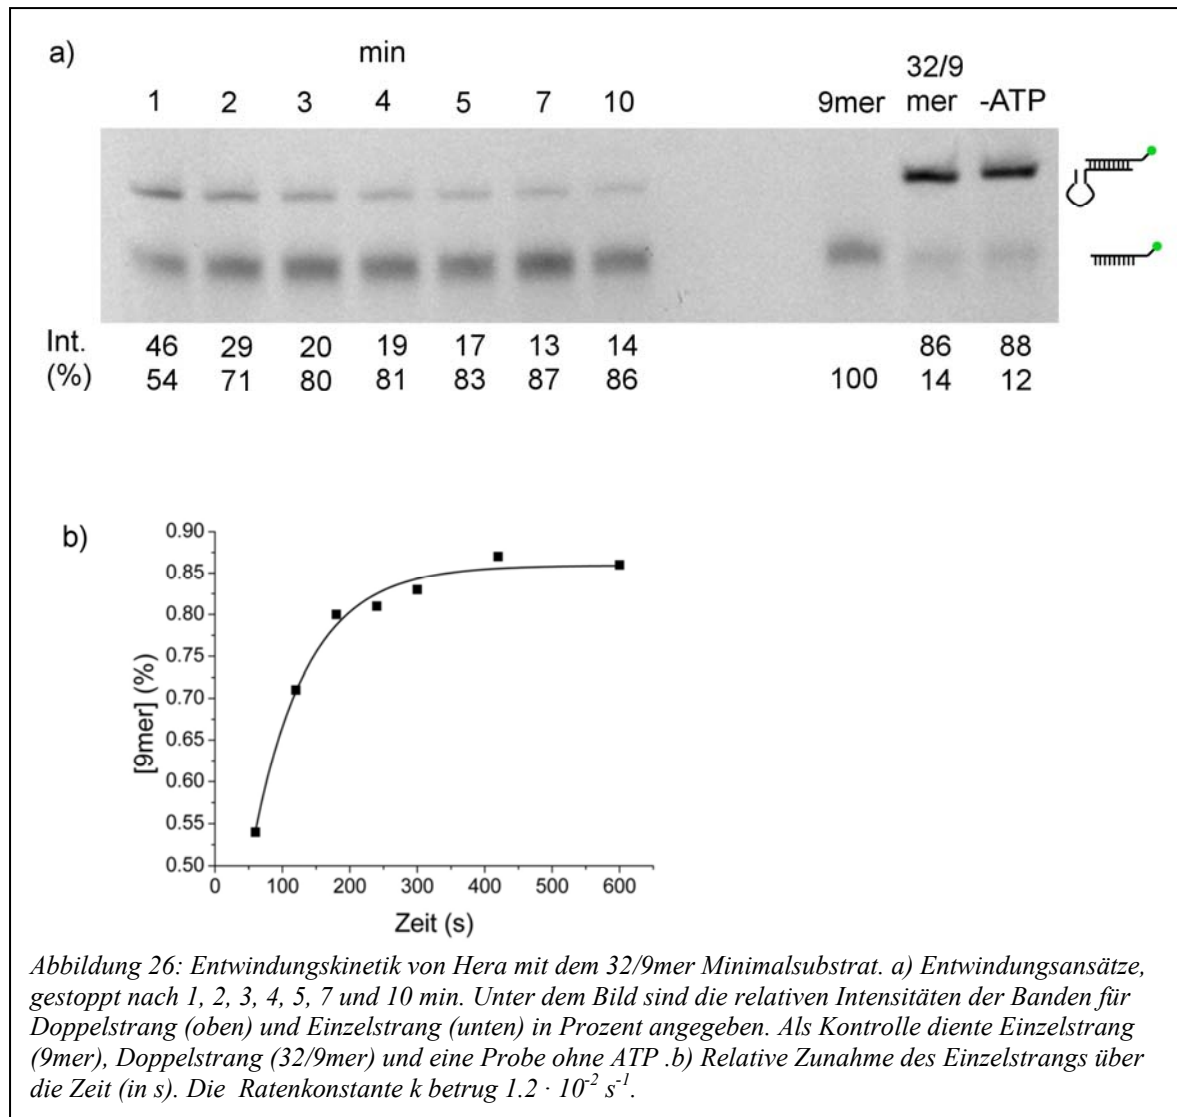 a)
min
1 2 3 4 5 7 10 9mer 32/9 mer -ATP
Int. 46 29 20 19 17 13 14 86 88
(%) 54 71 80 81 83 87 86 100 14 12
b)
0.90
0.85
0.80
0.75
0.70
0.65
0.60
0.55
0.50
[9mer] (%)
0 100 200 300 400 500 600
Zeit (s)
Abbildung 26: Entwindungskinetik von Hera mit dem 32/9mer Minimalsubstrat. a) Entwindungsansätze,
gestoppt nach 1, 2, 3, 4, 5, 7 und 10 min. Unter dem Bild sind die relativen Intensitäten der Banden für
Doppelstrang (oben) und Einzelstrang (unten) in Prozent angegeben. Als Kontrolle diente Einzelstrang
(9mer), Doppelstrang (32/9mer) und eine Probe ohne ATP .b) Relative Zunahme des Einzelstrangs über
die Zeit (in s). Die Ratenkonstante k betrug 1.2 · 10⁻² s⁻¹.